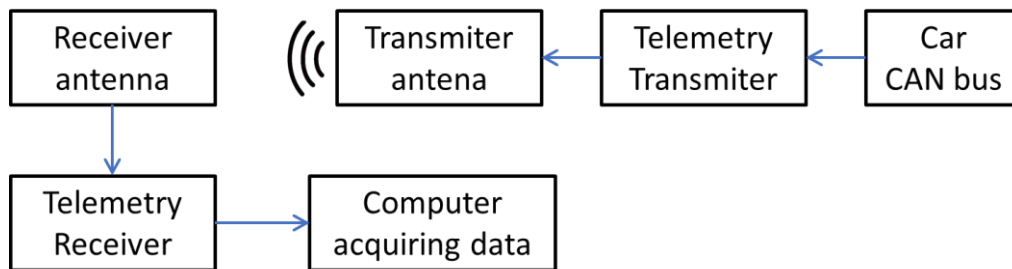 Receiver
antenna
Transmiter
antena
Telemetry
Transmiter
Car
CAN bus
Telemetry
Receiver
Computer
acquiring data